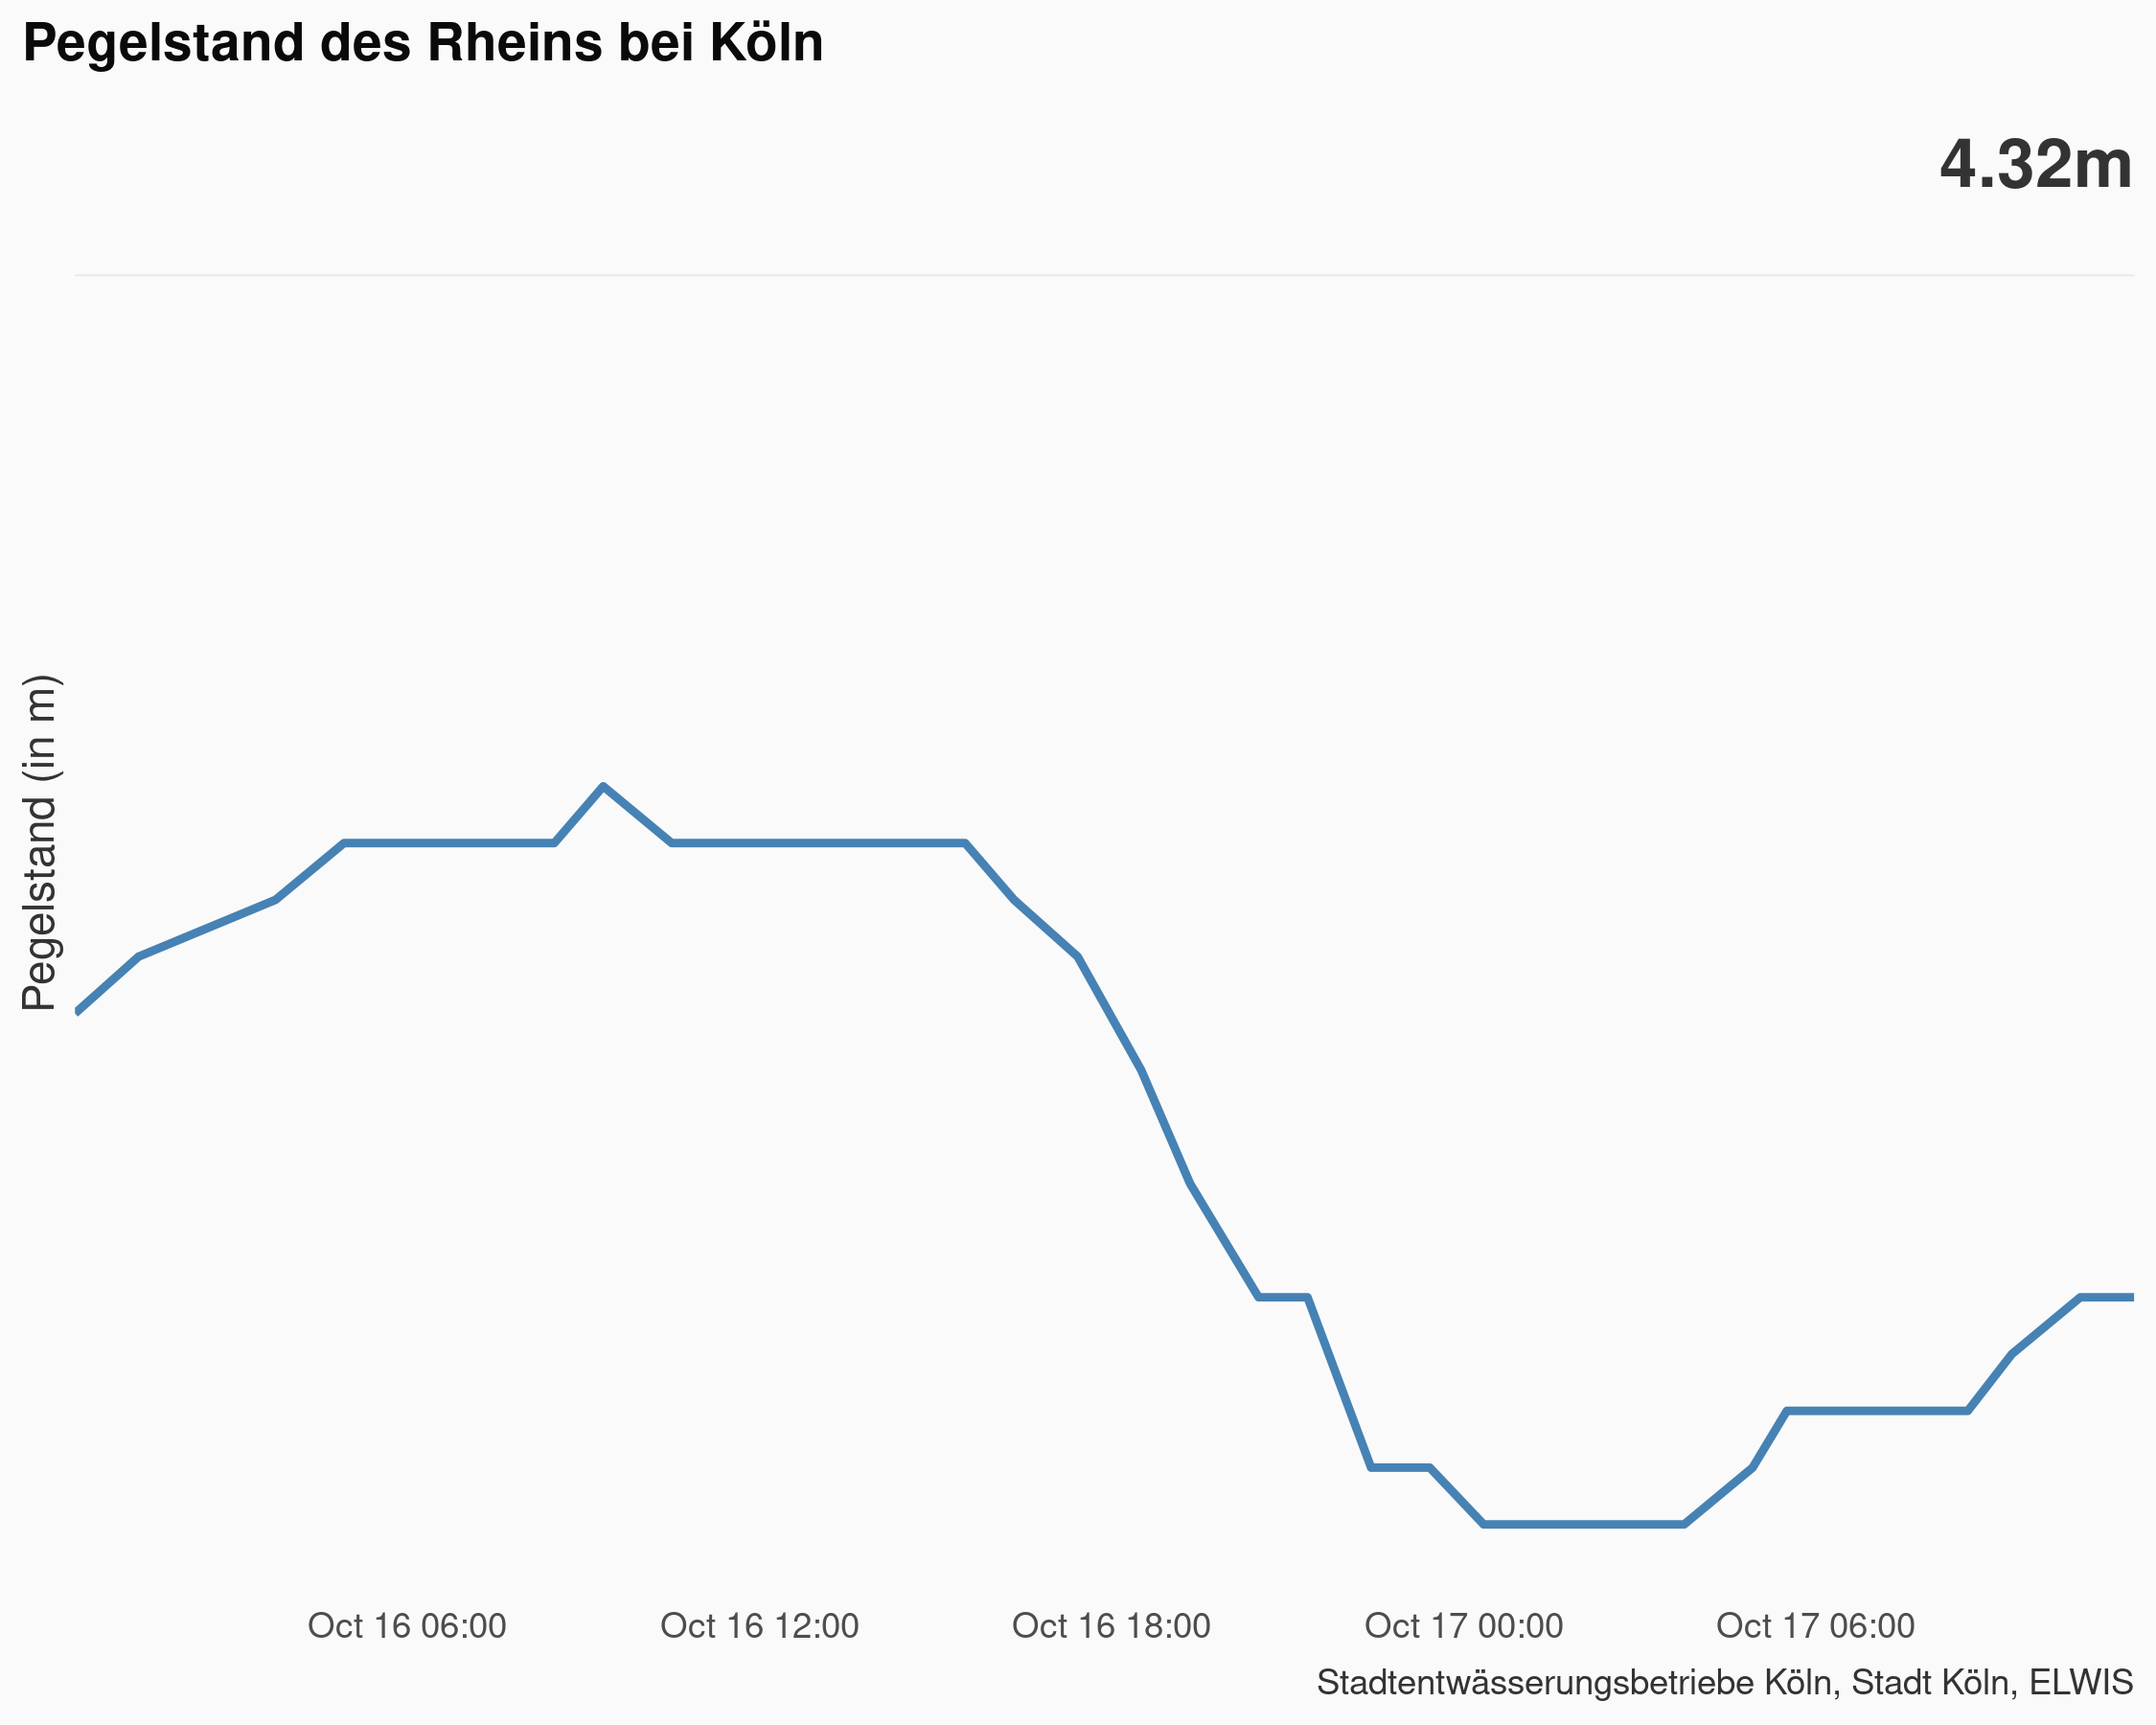 Pegelstand des Rheins bei Köln
4.32m
Pegelstand (in m)
Oct 16 06:00
Oct 16 12:00
Oct 16 18:00
Oct 17 00:00
Oct 17 06:00
Stadtentwässerungsbetriebe Köln, Stadt Köln, ELWIS